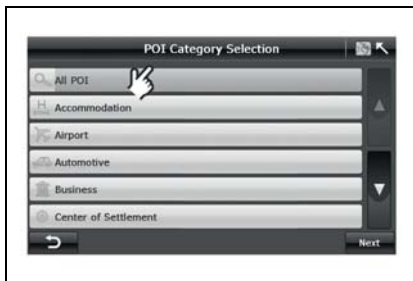 POI Category Selection
All POI
Accommodation
Airport
Automotive
Business
Center of Settlement
Next